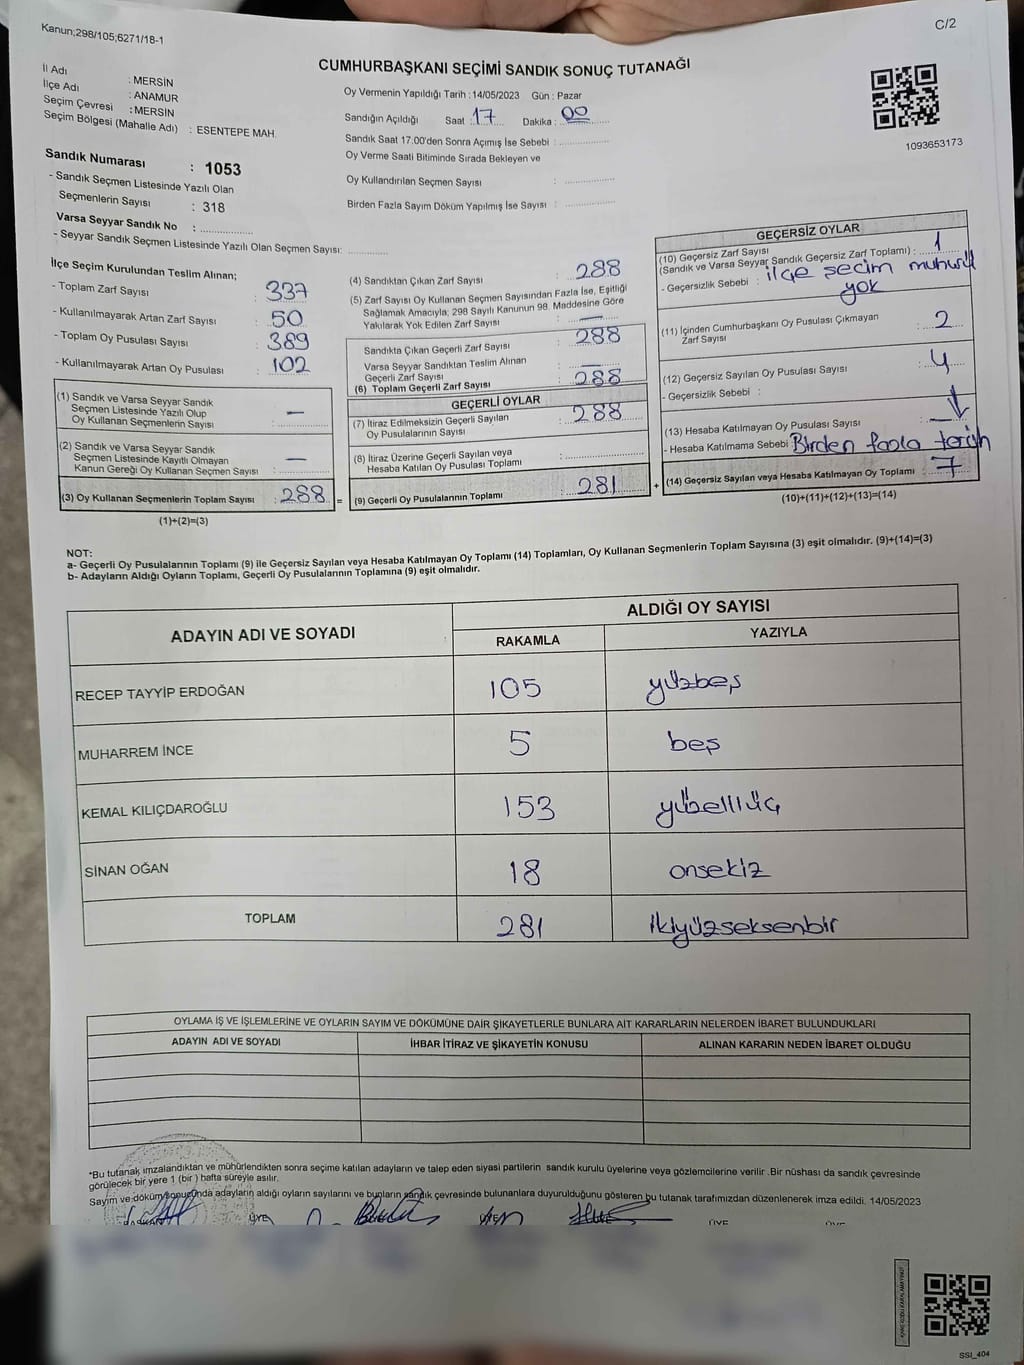 Kanun;298/105;6271/18-1
C/2
CUMHURBAŞKANI SEÇİMİ SANDIK SONUÇ TUTANAĞI
İl Adı : MERSİN
İlçe Adı : ANAMUR
Seçim Çevresi : MERSİN
Seçim Bölgesi (Mahalle Adı) : ESENTEPE MAH.
Sandık Numarası : 1053
- Sandık Seçmen Listesinde Yazılı Olan
Seçmenlerin Sayısı : 318
Varsa Seyyar Sandık No : ..............
- Seyyar Sandık Seçmen Listesinde Yazılı Olan Seçmen Sayısı: ..............
Oy Vermenin Yapıldığı Tarih : 14/05/2023 Gün : Pazar
Sandığın Açıldığı Saat : 17 Dakika : 00
Sandık Saat 17.00'den Sonra Açımış İse Sebebi : ..............
Oy Verme Saati Bitiminde Sırada Bekleyen ve
Oy Kullandırılan Seçmen Sayısı : ..............
Birden Fazla Sayım Döküm Yapılmış İse Sayısı : ..............
1093653173
İlçe Seçim Kurulundan Teslim Alınan;
- Toplam Zarf Sayısı : 337
- Kullanılmayarak Artan Zarf Sayısı : 50
- Toplam Oy Pusulası Sayısı : 389
- Kullanılmayarak Artan Oy Pusulası : 102
(1) Sandık ve Varsa Seyyar Sandık
Seçmen Listesinde Yazılı Olup
Oy Kullanan Seçmenlerin Sayısı : —
(2) Sandık ve Varsa Seyyar Sandık
Seçmen Listesinde Kayıtlı Olmayan
Kanun Gereği Oy Kullanan Seçmen Sayısı : —
(3) Oy Kullanan Seçmenlerin Toplam Sayısı : 288 =
(1)+(2)=(3)
(4) Sandıktan Çıkan Zarf Sayısı : 288
(5) Zarf Sayısı Oy Kullanan Seçmen Sayısından Fazla İse, Eşitliği
Sağlamak Amacıyla; 298 Sayılı Kanunun 98. Maddesine Göre
Yakılarak Yok Edilen Zarf Sayısı : —
Sandıkta Çıkan Geçerli Zarf Sayısı : 288
Varsa Seyyar Sandıktan Teslim Alınan
Geçerli Zarf Sayısı : —
(6) Toplam Geçerli Zarf Sayısı : 288
GEÇERLİ OYLAR
(7) İtiraz Edilmeksizin Geçerli Sayılan
Oy Pusulalarının Sayısı : 288
(8) İtiraz Üzerine Geçerli Sayılan veya
Hesaba Katılan Oy Pusulası Toplamı : ..............
(9) Geçerli Oy Pusulalarının Toplamı : 281 +
GEÇERSİZ OYLAR
(10) Geçersiz Zarf Sayısı
(Sandık ve Varsa Seyyar Sandık Geçersiz Zarf Toplamı) : 1
- Geçersizlik Sebebi : ilçe seçim muhuru
yok
(11) İçinden Cumhurbaşkanı Oy Pusulası Çıkmayan
Zarf Sayısı : 2
(12) Geçersiz Sayılan Oy Pusulası Sayısı : 4
- Geçersizlik Sebebi :
(13) Hesaba Katılmayan Oy Pusulası Sayısı : —
- Hesaba Katılmama Sebebi : Birden fazla tercih
(14) Geçersiz Sayılan veya Hesaba Katılmayan Oy Toplamı : 7
(10)+(11)+(12)+(13)=(14)
NOT:
a- Geçerli Oy Pusulalarının Toplamı (9) ile Geçersiz Sayılan veya Hesaba Katılmayan Oy Toplamı (14) Toplamları, Oy Kullanan Seçmenlerin Toplam Sayısına (3) eşit olmalıdır. (9)+(14)=(3)
b- Adayların Aldığı Oyların Toplamı, Geçerli Oy Pusulalarının Toplamına (9) eşit olmalıdır.
ADAYIN ADI VE SOYADI
ALDIĞI OY SAYISI
RAKAMLA YAZIYLA
RECEP TAYYİP ERDOĞAN 105 yüzbeş
MUHARREM İNCE 5 beş
KEMAL KILIÇDAROĞLU 153 yübelliüç
SİNAN OĞAN 18 onsekiz
TOPLAM 281 ikiyüzseksenbir
OYLAMA İŞ VE İŞLEMLERİNE VE OYLARIN SAYIM VE DÖKÜMÜNE DAİR ŞİKAYETLERLE BUNLARA AİT KARARLARIN NELERDEN İBARET BULUNDUKLARI
ADAYIN ADI VE SOYADI İHBAR İTİRAZ VE ŞİKAYETİN KONUSU ALINAN KARARIN NEDEN İBARET OLDUĞU
*Bu tutanak imzalandıktan ve mühürlendikten sonra seçime katılan adayların ve talep eden siyasi partilerin sandık kurulu üyelerine veya gözlemcilerine verilir .Bir nüshası da sandık çevresinde
görülecek bir yere 1 (bir ) hafta süreyle asılır.
Sayım ve döküm sonucunda adayların aldığı oyların sayılarını ve bunların sandık çevresinde bulunanlara duyurulduğunu gösteren bu tutanak tarafımızdan düzenlenerek imza edildi. 14/05/2023
BAŞKAN ÜYE ÜYE ÜYE
SSI_404